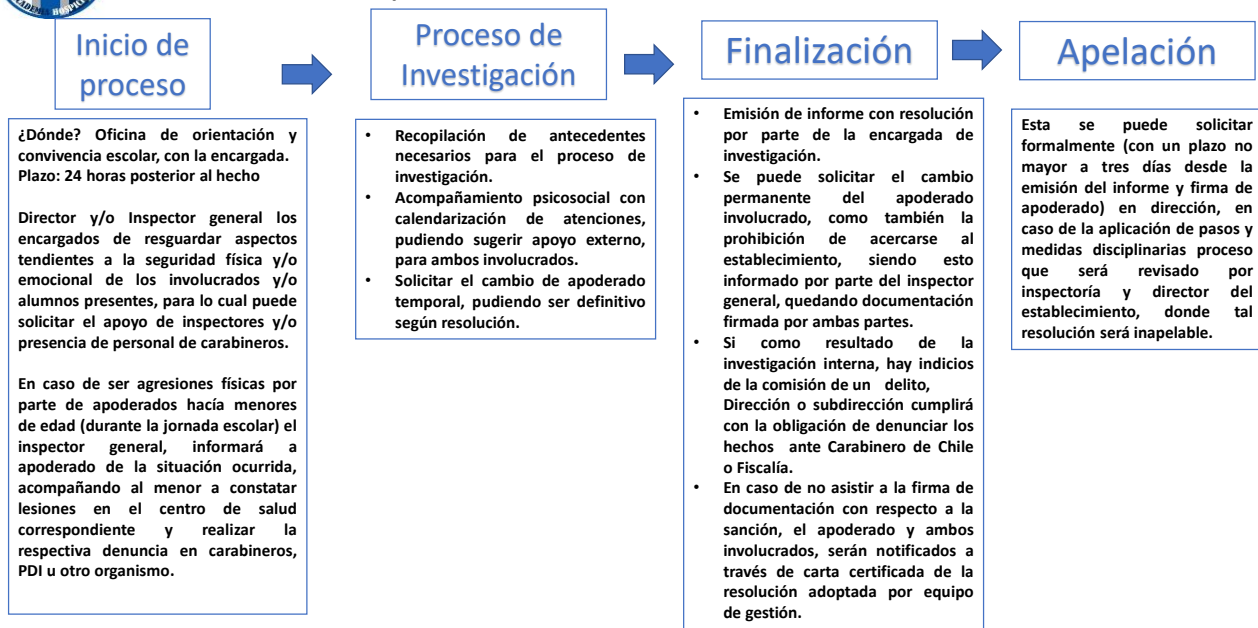 HOSPICIO
Inicio de
proceso
¿Dónde? Oficina de orientación y
convivencia escolar, con la encargada.
Plazo: 24 horas posterior al hecho
Director y/o Inspector general los
encargados de resguardar aspectos
tendientes a la seguridad física y/o
emocional de los involucrados y/o
alumnos presentes, para lo cual puede
solicitar el apoyo de inspectores y/o
presencia de personal de carabineros.
En caso de ser agresiones físicas por
parte de apoderados hacía menores
de edad (durante la jornada escolar) el
inspector general, informará a
apoderado de la situación ocurrida,
acompañando al menor a constatar
lesiones en el centro de salud
correspondiente y realizar la
respectiva denuncia en carabineros,
PDI u otro organismo.
Proceso de
Investigación
• Recopilación de antecedentes
necesarios para el proceso de
investigación.
• Acompañamiento psicosocial con
calendarización de atenciones,
pudiendo sugerir apoyo externo,
para ambos involucrados.
• Solicitar el cambio de apoderado
temporal, pudiendo ser definitivo
según resolución.
Finalización
• Emisión de informe con resolución
por parte de la encargada de
investigación.
• Se puede solicitar el cambio
permanente del apoderado
involucrado, como también la
prohibición de acercarse al
establecimiento, siendo esto
informado por parte del inspector
general, quedando documentación
firmada por ambas partes.
• Si como resultado de la
investigación interna, hay indicios
de la comisión de un delito,
Dirección o subdirección cumplirá
con la obligación de denunciar los
hechos ante Carabinero de Chile
o Fiscalía.
• En caso de no asistir a la firma de
documentación con respecto a la
sanción, el apoderado y ambos
involucrados, serán notificados a
través de carta certificada de la
resolución adoptada por equipo
de gestión.
Apelación
Esta se puede solicitar
formalmente (con un plazo no
mayor a tres días desde la
emisión del informe y firma de
apoderado) en dirección, en
caso de la aplicación de pasos y
medidas disciplinarias proceso
que será revisado por
inspectoría y director del
establecimiento, donde tal
resolución será inapelable.